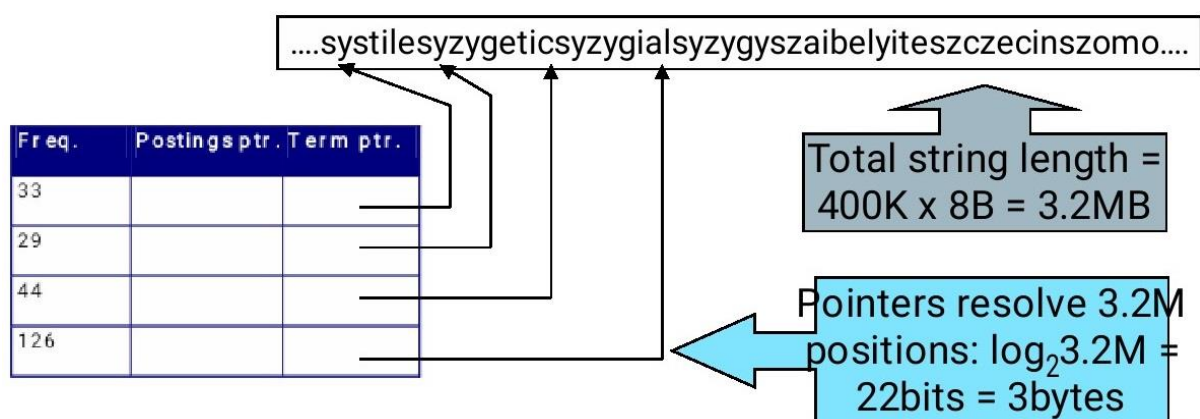 ....systilesyzygeticsyzygialsyzygyszaibelyiteszczecinszomo....
Freq. Postings ptr. Term ptr.
33
29
44
126
Total string length =
400K x 8B = 3.2MB
Pointers resolve 3.2M
positions: log₂3.2M =
22bits = 3bytes